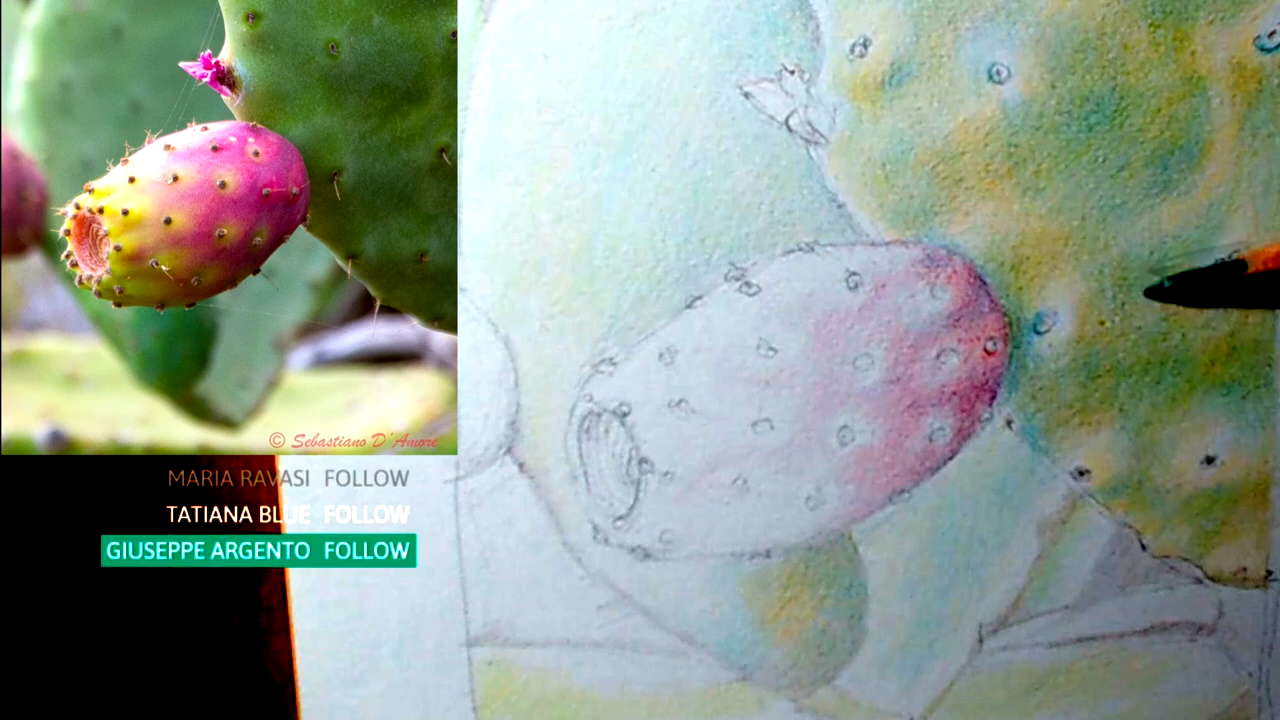 © Sebastiano D'Amore
MARIA RAVASI FOLLOW
TATIANA BLUE FOLLOW
GIUSEPPE ARGENTO FOLLOW